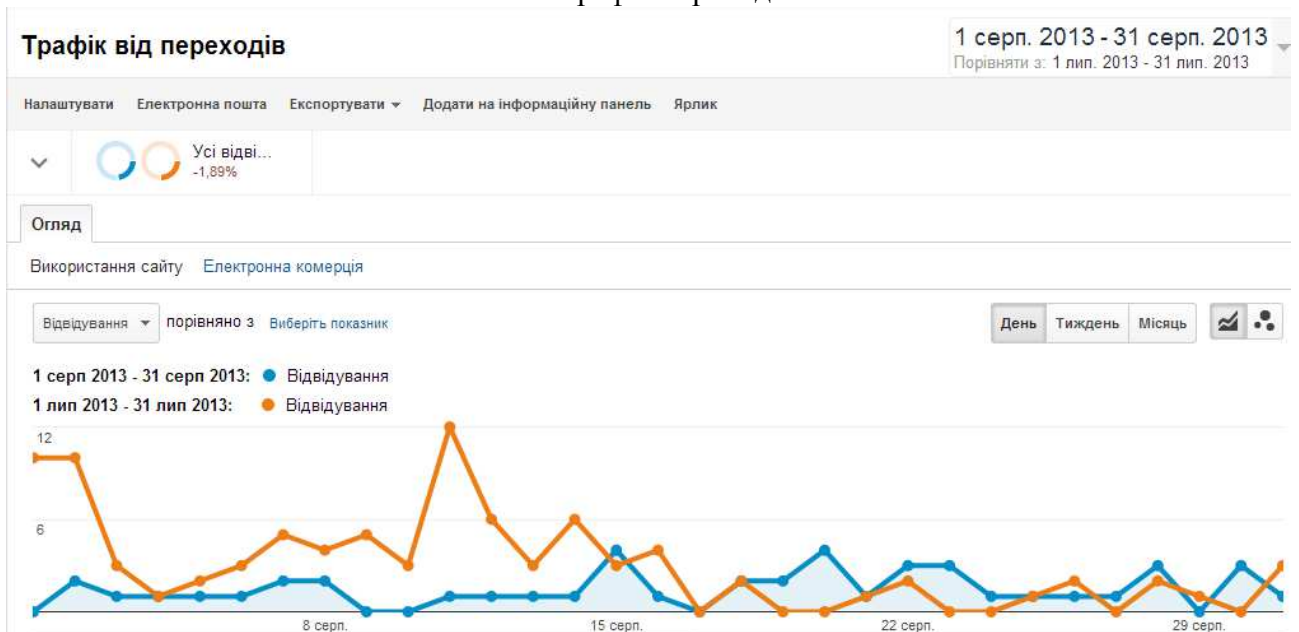 Трафік від переходів
1 серп. 2013 - 31 серп. 2013
Порівняти з: 1 лип. 2013 - 31 лип. 2013
Налаштувати Електронна пошта Експортувати Додати на інформаційну панель Ярлик
Усі відві...
-1,89%
Огляд
Використання сайту Електронна комерція
Відвідування порівняно з Виберіть показник
День Тиждень Місяць
1 серп 2013 - 31 серп 2013: Відвідування
1 лип 2013 - 31 лип 2013: Відвідування
12
6
8 серп. 15 серп. 22 серп. 29 серп.